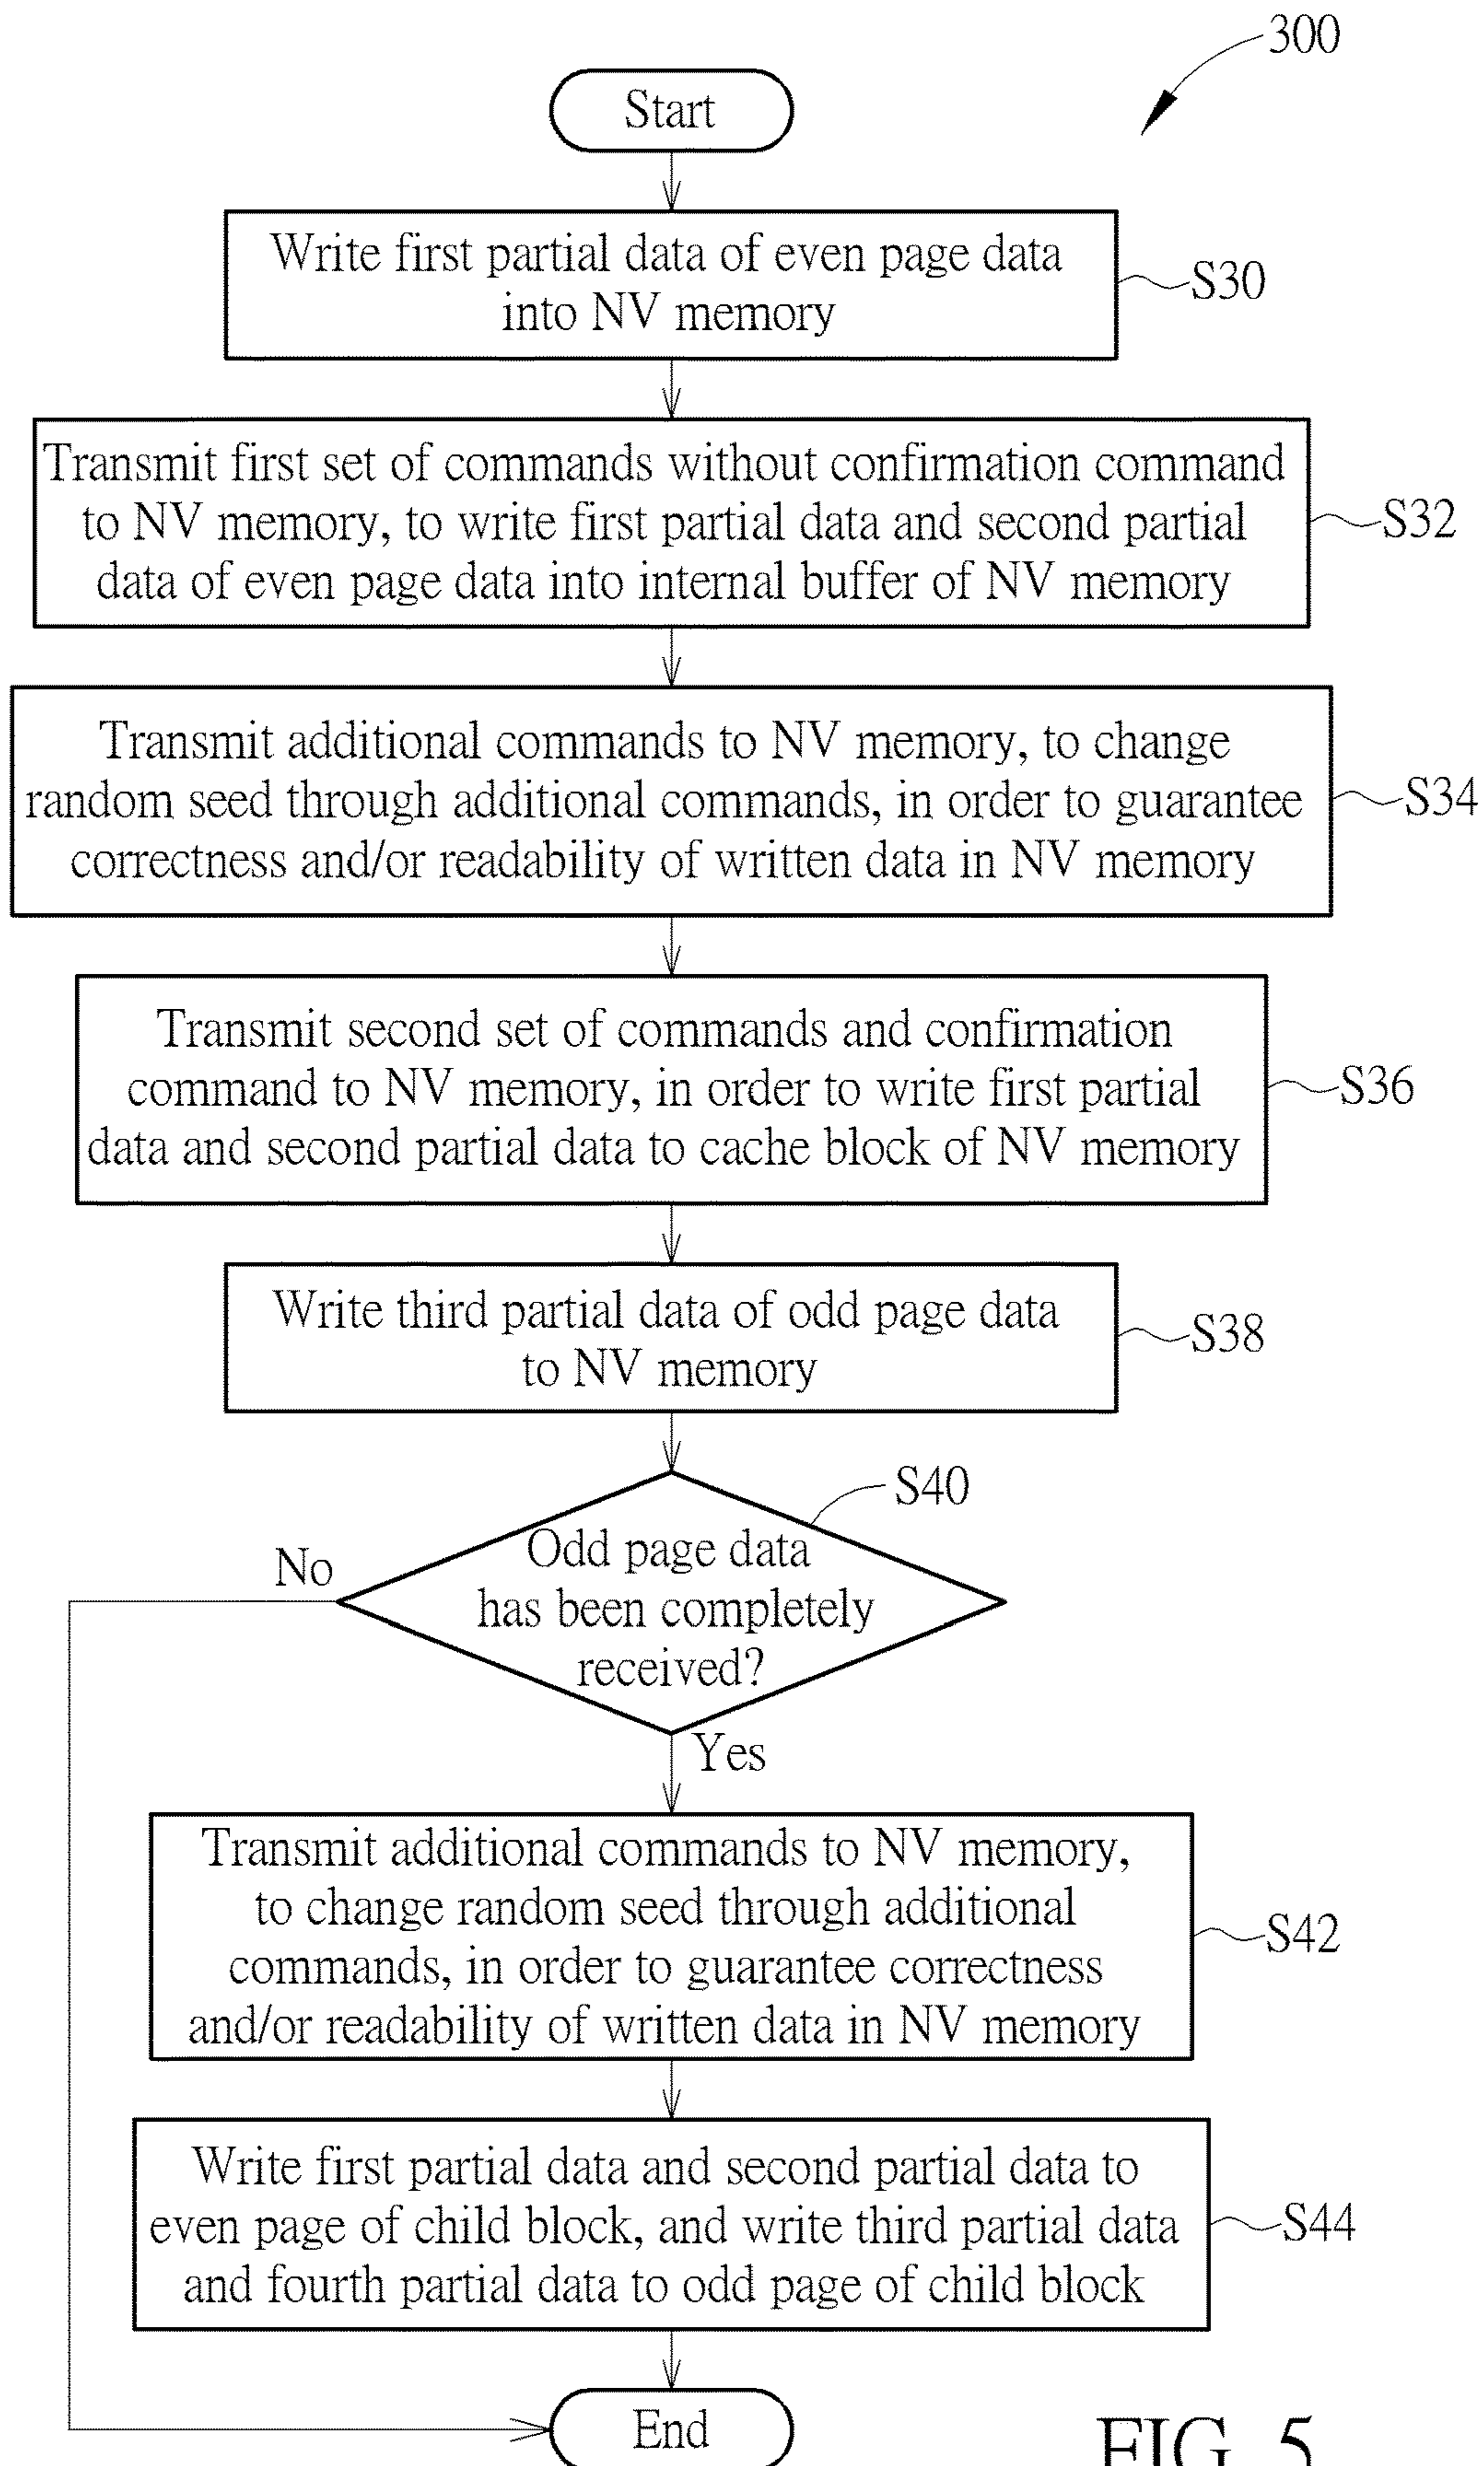 300
Start
Write first partial data of even page data
into NV memory
S30
Transmit first set of commands without confirmation command
to NV memory, to write first partial data and second partial
data of even page data into internal buffer of NV memory
S32
Transmit additional commands to NV memory, to change
random seed through additional commands, in order to guarantee
correctness and/or readability of written data in NV memory
S34
Transmit second set of commands and confirmation
command to NV memory, in order to write first partial
data and second partial data to cache block of NV memory
S36
Write third partial data of odd page data
to NV memory
S38
S40
Odd page data
has been completely
received?
No
Yes
Transmit additional commands to NV memory,
to change random seed through additional
commands, in order to guarantee correctness
and/or readability of written data in NV memory
S42
Write first partial data and second partial data to
even page of child block, and write third partial data
and fourth partial data to odd page of child block
S44
End
FIG. 5